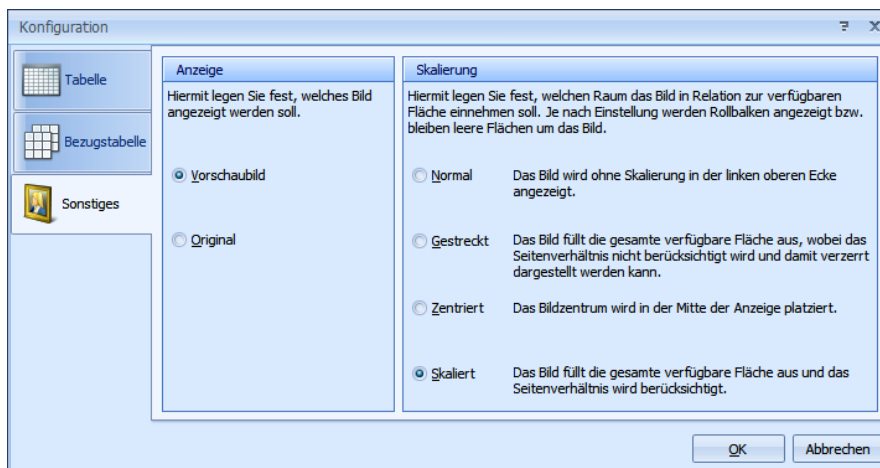 Konfiguration
Tabelle
Bezugstabelle
Sonstiges
Anzeige
Hiermit legen Sie fest, welches Bild
angezeigt werden soll.
Vorschaubild
Original
Skalierung
Hiermit legen Sie fest, welchen Raum das Bild in Relation zur verfügbaren
Fläche einnehmen soll. Je nach Einstellung werden Rollbalken angezeigt bzw.
bleiben leere Flächen um das Bild.
Normal Das Bild wird ohne Skalierung in der linken oberen Ecke
angezeigt.
Gestreckt Das Bild füllt die gesamte verfügbare Fläche aus, wobei das
Seitenverhältnis nicht berücksichtigt wird und damit verzerrt
dargestellt werden kann.
Zentriert Das Bildzentrum wird in der Mitte der Anzeige platziert.
Skaliert Das Bild füllt die gesamte verfügbare Fläche aus und das
Seitenverhältnis wird berücksichtigt.
OK Abbrechen